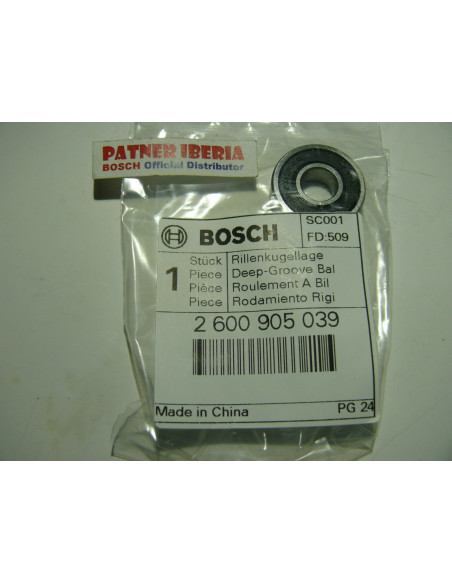 PATNER IBERIA
BOSCH Official Distributor
BOSCH
SC001
FD:509
1
Stück Rillenkugellage
Piece Deep-Groove Bal
Pièce Roulement A Bil
Piece Rodamiento Rigi
2 600 905 039
Made in China
PG 24